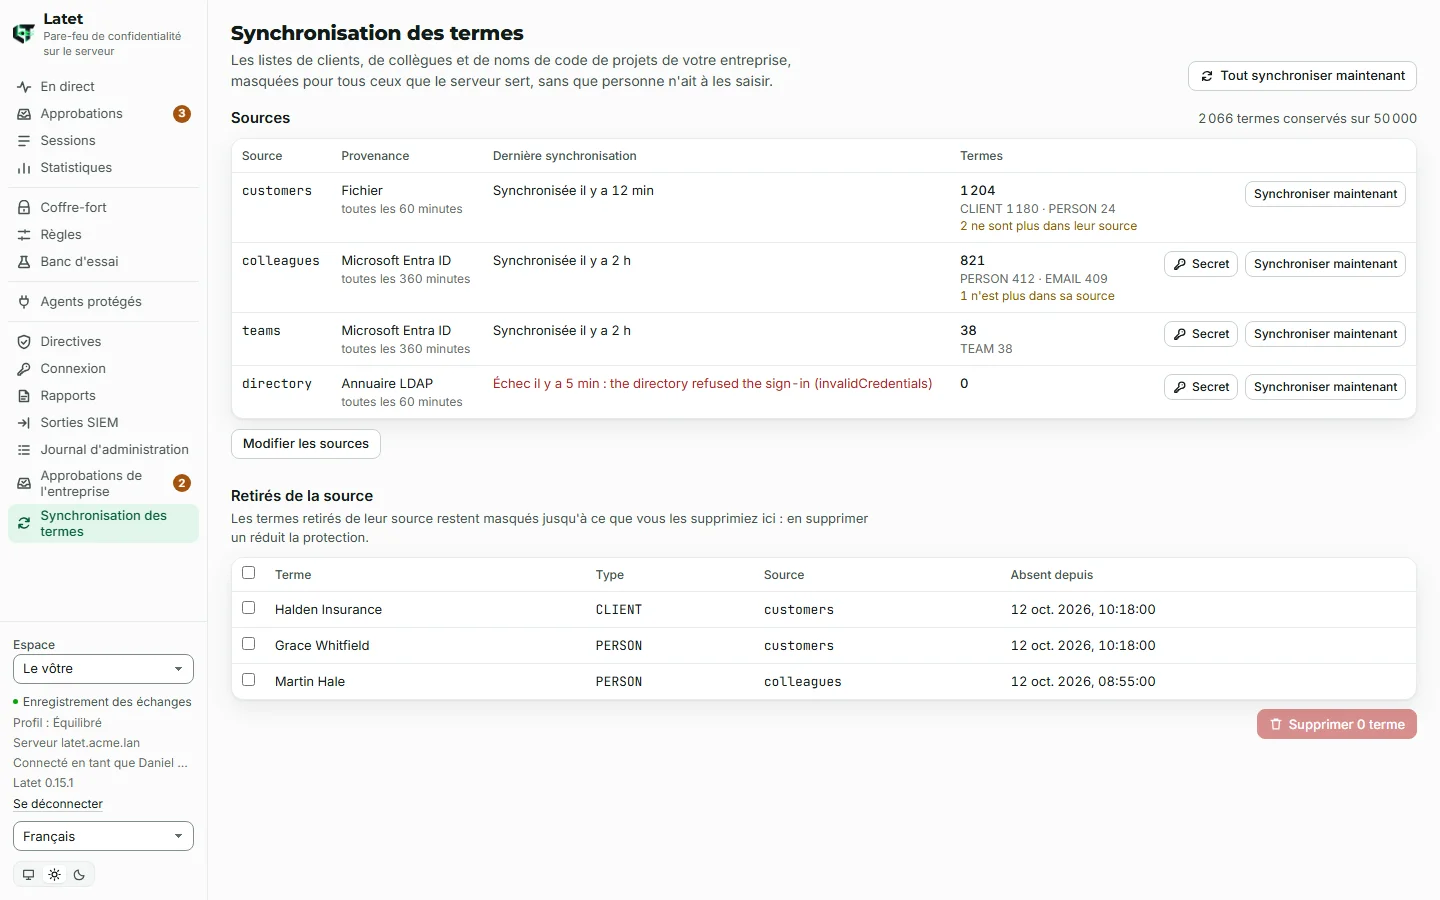 Latet
Pare-feu de confidentialité
sur le serveur
En direct
Approbations 3
Sessions
Statistiques
Coffre-fort
Règles
Banc d'essai
Agents protégés
Directives
Connexion
Rapports
Sorties SIEM
Journal d'administration
Approbations de
l'entreprise 2
Synchronisation des
termes
Espace
Le vôtre
Enregistrement des échanges
Profil : Équilibré
Serveur latet.acme.lan
Connecté en tant que Daniel ...
Latet 0.15.1
Se déconnecter
Français
Synchronisation des termes
Les listes de clients, de collègues et de noms de code de projets de votre entreprise,
masquées pour tous ceux que le serveur sert, sans que personne n'ait à les saisir.
Tout synchroniser maintenant
Sources
2 066 termes conservés sur 50 000
Source Provenance Dernière synchronisation Termes
customers Fichier Synchronisée il y a 12 min 1 204 Synchroniser maintenant
toutes les 60 minutes CLIENT 1 180 · PERSON 24
2 ne sont plus dans leur source
colleagues Microsoft Entra ID Synchronisée il y a 2 h 821 Secret Synchroniser maintenant
toutes les 360 minutes PERSON 412 · EMAIL 409
1 n'est plus dans sa source
teams Microsoft Entra ID Synchronisée il y a 2 h 38 Secret Synchroniser maintenant
toutes les 360 minutes TEAM 38
directory Annuaire LDAP Échec il y a 5 min : the directory refused the sign-in (invalidCredentials) 0 Secret Synchroniser maintenant
toutes les 60 minutes
Modifier les sources
Retirés de la source
Les termes retirés de leur source restent masqués jusqu'à ce que vous les supprimiez ici : en supprimer
un réduit la protection.
Terme Type Source Absent depuis
Halden Insurance CLIENT customers 12 oct. 2026, 10:18:00
Grace Whitfield PERSON customers 12 oct. 2026, 10:18:00
Martin Hale PERSON colleagues 12 oct. 2026, 08:55:00
Supprimer 0 terme